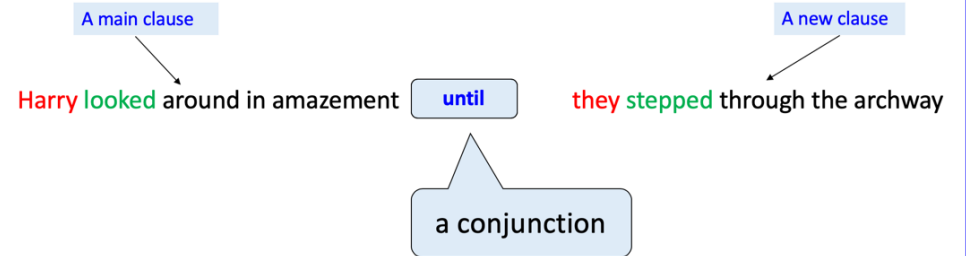 A main clause
A new clause
Harry looked around in amazement until they stepped through the archway
a conjunction